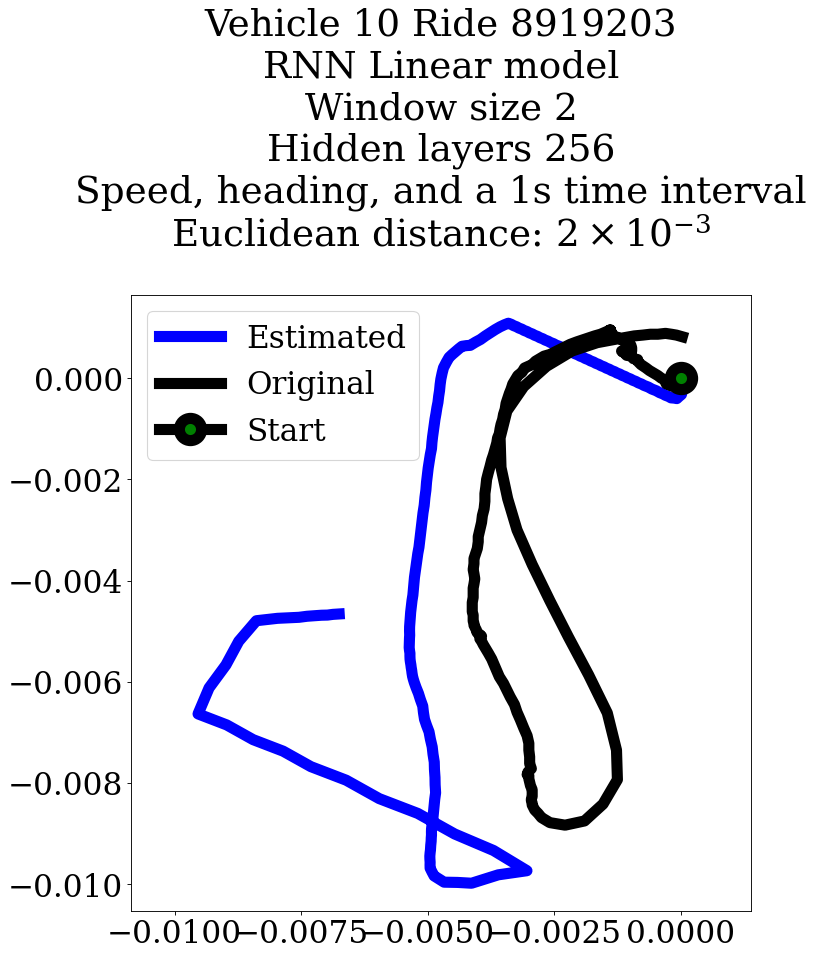 Vehicle 10 Ride 8919203
RNN Linear model
Window size 2
Hidden layers 256
Speed, heading, and a 1s time interval
Euclidean distance: 2 × 10⁻³
Estimated
Original
Start
0.000
−0.002
−0.004
−0.006
−0.008
−0.010
−0.0100 −0.0075 −0.0050 −0.0025 0.0000